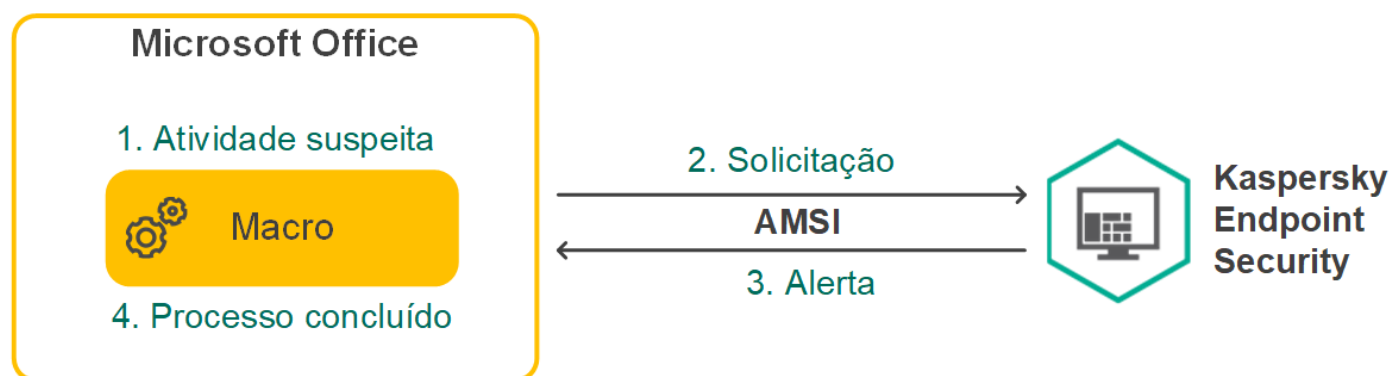 Microsoft Office
1. Atividade suspeita
Macro
4. Processo concluído
2. Solicitação
AMSI
3. Alerta
Kaspersky
Endpoint
Security